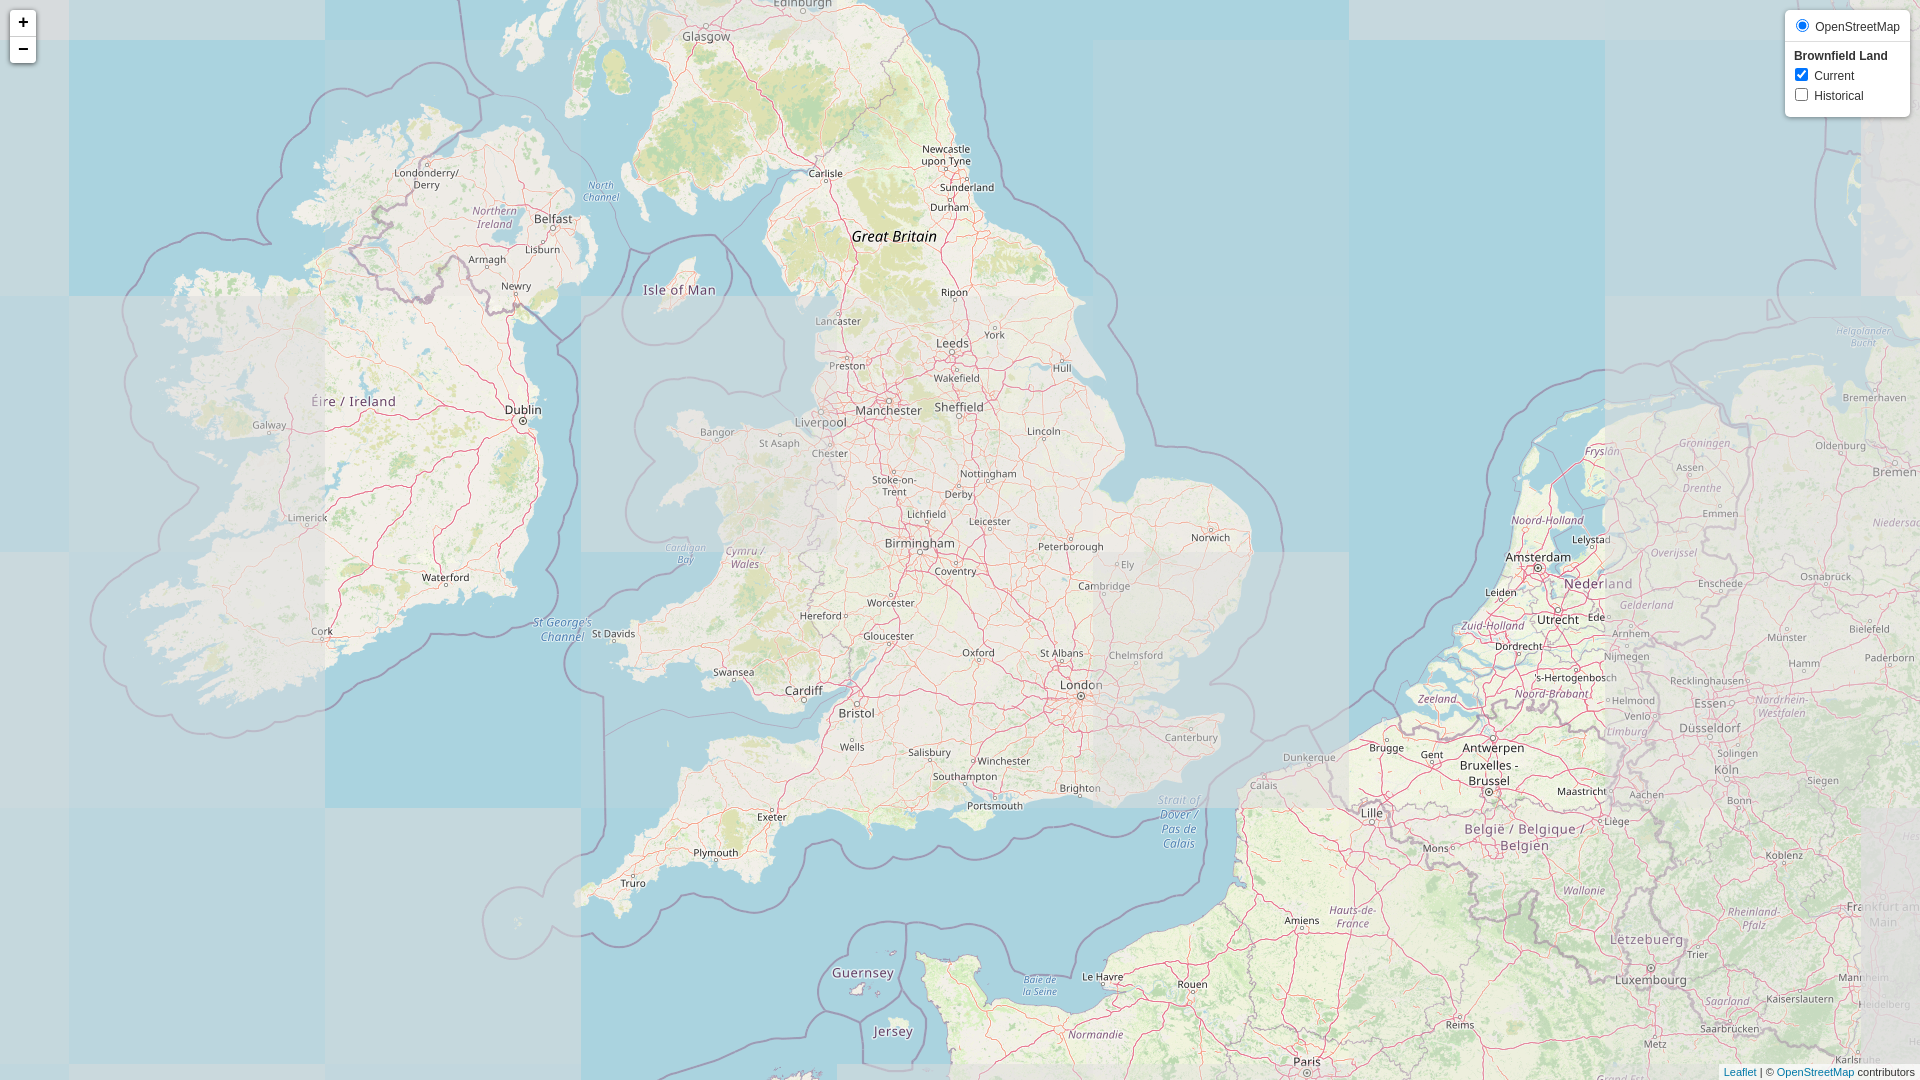 +
−
OpenStreetMap
Brownfield Land
Current
Historical
Edinburgh
Glasgow
Londonderry/
Derry
North
Channel
Northern
Ireland
Belfast
Lisburn
Armagh
Newry
Isle of Man
Carlisle
Newcastle
upon Tyne
Sunderland
Durham
Great Britain
Ripon
Lancaster
York
Leeds
Preston
Hull
Wakefield
Éire / Ireland
Galway
Dublin
Liverpool
Manchester
Sheffield
Bangor
St Asaph
Chester
Lincoln
Stoke-on-
Trent
Nottingham
Derby
Limerick
Lichfield
Leicester
Birmingham
Peterborough
Norwich
Cardigan
Bay
Cymru /
Wales
Coventry
Ely
Waterford
Cambridge
Worcester
Hereford
St George's
Channel
St Davids
Cork
Gloucester
Oxford
St Albans
Chelmsford
Swansea
Cardiff
London
Bristol
Wells
Salisbury
Winchester
Canterbury
Southampton
Portsmouth
Brighton
Strait of
Dover /
Pas de
Calais
Exeter
Plymouth
Truro
Guernsey
Jersey
Baie de
la Seine
Le Havre
Rouen
Normandie
Amiens
Hauts-de-
France
Paris
Reims
Dunkerque
Calais
Lille
Brugge
Gent
Antwerpen
Bruxelles -
Brussel
Maastricht
België / Belgique /
Belgien
Mons
Liège
Wallonie
Lëtzebuerg
Luxembourg
Zeeland
Noord-Brabant
's-Hertogenbosch
Dordrecht
Zuid-Holland
Utrecht
Ede
Leiden
Amsterdam
Nederland
Lelystad
Noord-Holland
Fryslân
Groningen
Assen
Drenthe
Emmen
Overijssel
Enschede
Gelderland
Arnhem
Nijmegen
Helmond
Venlo
Limburg
Helgoländer
Bucht
Bremerhaven
Oldenburg
Bremen
Niedersac
Osnabrück
Münster
Bielefeld
Hamm
Paderborn
Recklinghausen
Essen
Nordrhein-
Westfalen
Düsseldorf
Solingen
Köln
Siegen
Aachen
Bonn
Koblenz
Hes
Frankfurt am
Main
Rheinland-
Pfalz
Trier
Mannheim
Kaiserslautern
Heidelberg
Saarland
Saarbrücken
Metz
Karlsruhe
Grand Est
Leaflet | © OpenStreetMap contributors